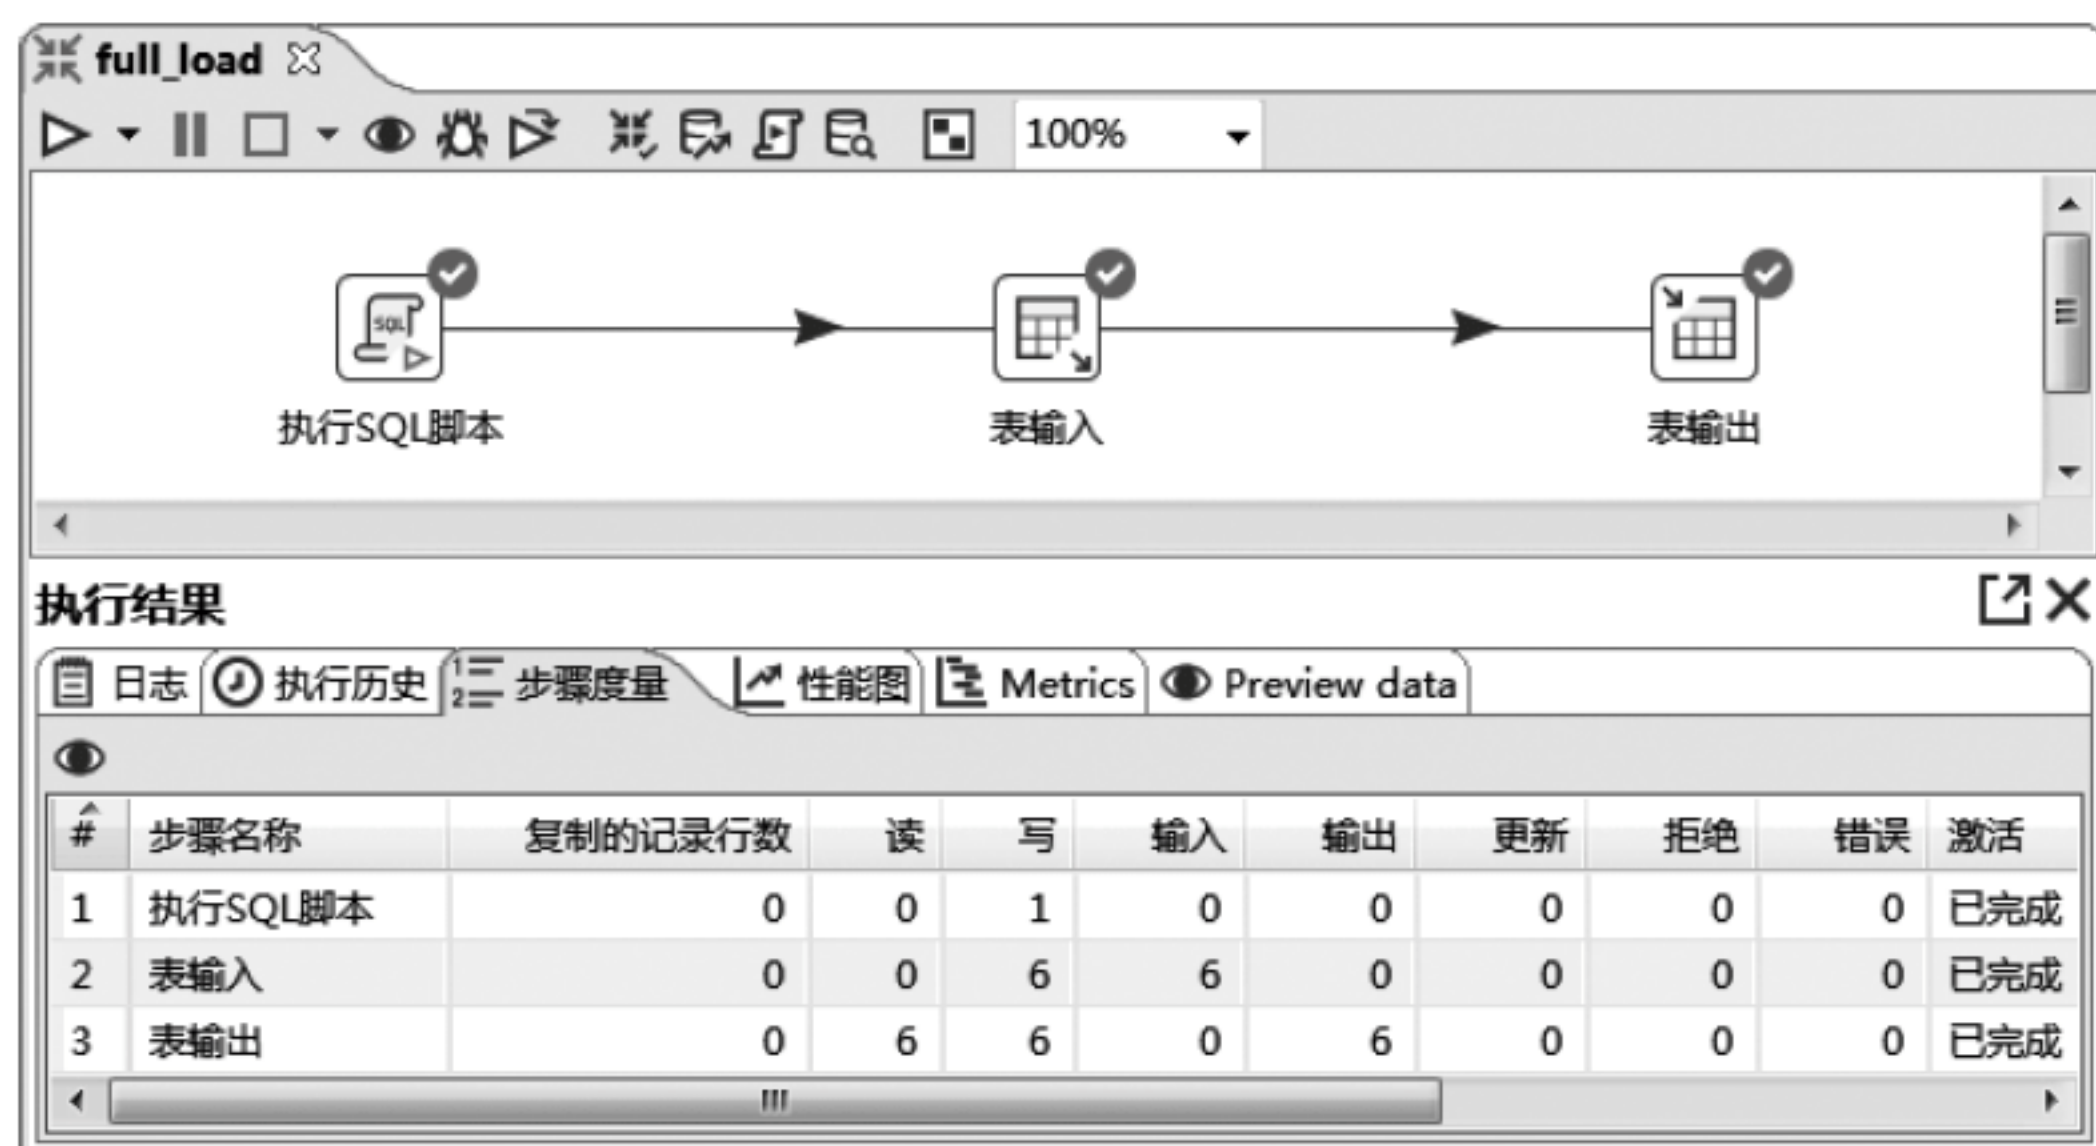 full_load
100%
执行SQL脚本 表输入 表输出
执行结果
日志 执行历史 步骤度量 性能图 Metrics Preview data
# 步骤名称 复制的记录行数 读 写 输入 输出 更新 拒绝 错误 激活
1 执行SQL脚本 0 0 1 0 0 0 0 0 已完成
2 表输入 0 0 6 6 0 0 0 0 已完成
3 表输出 0 6 6 0 6 0 0 0 已完成